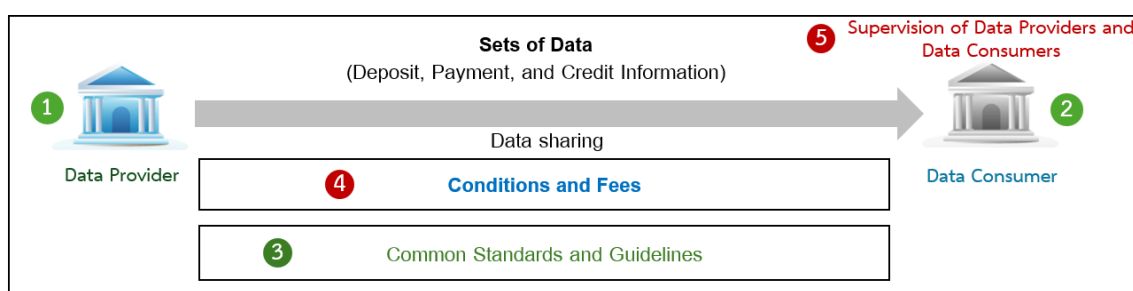 5 Supervision of Data Providers and
Data Consumers
Sets of Data
(Deposit, Payment, and Credit Information)
1
2
Data sharing
Data Provider
Data Consumer
4 Conditions and Fees
3 Common Standards and Guidelines